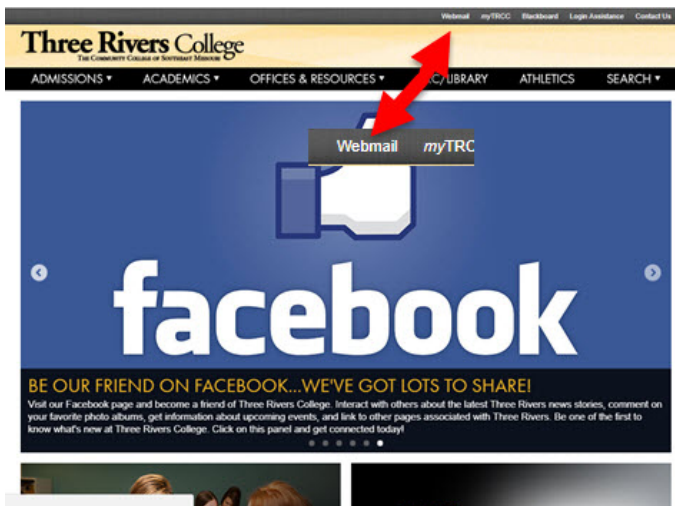 Webmail myTRCC Blackboard Login Assistance Contact Us
Three Rivers College
The Community College of Southeast Missouri
ADMISSIONS ▾ ACADEMICS ▾ OFFICES & RESOURCES ▾ C/LIBRARY ATHLETICS SEARCH ▾
Webmail myTRC
facebook
BE OUR FRIEND ON FACEBOOK...WE'VE GOT LOTS TO SHARE!
Visit our Facebook page and become a friend of Three Rivers College. Interact with others about the latest Three Rivers news stories, comment on
your favorite photo albums, get information about upcoming events, and link to other pages associated with Three Rivers. Be one of the first to
know what's new at Three Rivers College. Click on this panel and get connected today!